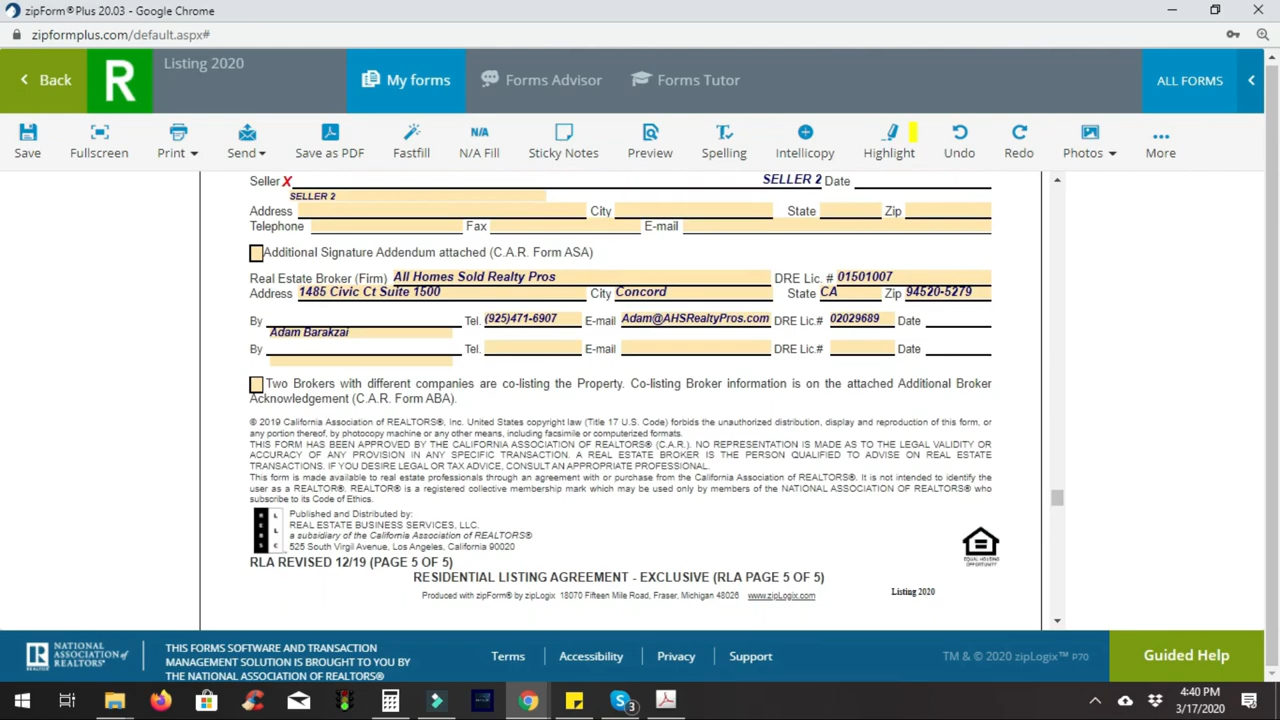 zipForm® Plus 20.03 - Google Chrome
zipformplus.com/default.aspx#
Back
R
Listing 2020
My forms
Forms Advisor
Forms Tutor
ALL FORMS
Save
Fullscreen
Print
Send
Save as PDF
N/A
Fastfill
N/A Fill
Sticky Notes
Preview
Spelling
Intellicopy
Highlight
Undo
Redo
Photos
More
Seller X SELLER 2 Date
SELLER 2
Address City State Zip
Telephone Fax E-mail
Additional Signature Addendum attached (C.A.R. Form ASA)
Real Estate Broker (Firm) All Homes Sold Realty Pros DRE Lic. # 01501007
Address 1485 Civic Ct Suite 1500 City Concord State CA Zip 94520-5279
By Tel. (925)471-6907 E-mail Adam@AHSRealtyPros.com DRE Lic.# 02029689 Date
Adam Barakzai
By Tel. E-mail DRE Lic.# Date
Two Brokers with different companies are co-listing the Property. Co-listing Broker information is on the attached Additional Broker
Acknowledgement (C.A.R. Form ABA).
© 2019 California Association of REALTORS®, Inc. United States copyright law (Title 17 U.S. Code) forbids the unauthorized distribution, display and reproduction of this form, or
any portion thereof, by photocopy machine or any other means, including facsimile or computerized formats.
THIS FORM HAS BEEN APPROVED BY THE CALIFORNIA ASSOCIATION OF REALTORS® (C.A.R.). NO REPRESENTATION IS MADE AS TO THE LEGAL VALIDITY OR
ACCURACY OF ANY PROVISION IN ANY SPECIFIC TRANSACTION. A REAL ESTATE BROKER IS THE PERSON QUALIFIED TO ADVISE ON REAL ESTATE
TRANSACTIONS. IF YOU DESIRE LEGAL OR TAX ADVICE, CONSULT AN APPROPRIATE PROFESSIONAL.
This form is made available to real estate professionals through an agreement with or purchase from the California Association of REALTORS®. It is not intended to identify the
user as a REALTOR®. REALTOR® is a registered collective membership mark which may be used only by members of the NATIONAL ASSOCIATION OF REALTORS® who
subscribe to its Code of Ethics.
Published and Distributed by:
REAL ESTATE BUSINESS SERVICES, LLC.
a subsidiary of the California Association of REALTORS®
525 South Virgil Avenue, Los Angeles, California 90020
EQUAL HOUSING
OPPORTUNITY
RLA REVISED 12/19 (PAGE 5 OF 5)
RESIDENTIAL LISTING AGREEMENT - EXCLUSIVE (RLA PAGE 5 OF 5)
Produced with zipForm® by zipLogix 18070 Fifteen Mile Road, Fraser, Michigan 48026 www.zipLogix.com
Listing 2020
NATIONAL
ASSOCIATION of
REALTORS®
THIS FORMS SOFTWARE AND TRANSACTION
MANAGEMENT SOLUTION IS BROUGHT TO YOU BY
THE NATIONAL ASSOCIATION OF REALTORS®
Terms
Accessibility
Privacy
Support
TM & © 2020 zipLogix™ P70
Guided Help
3
4:40 PM
3/17/2020